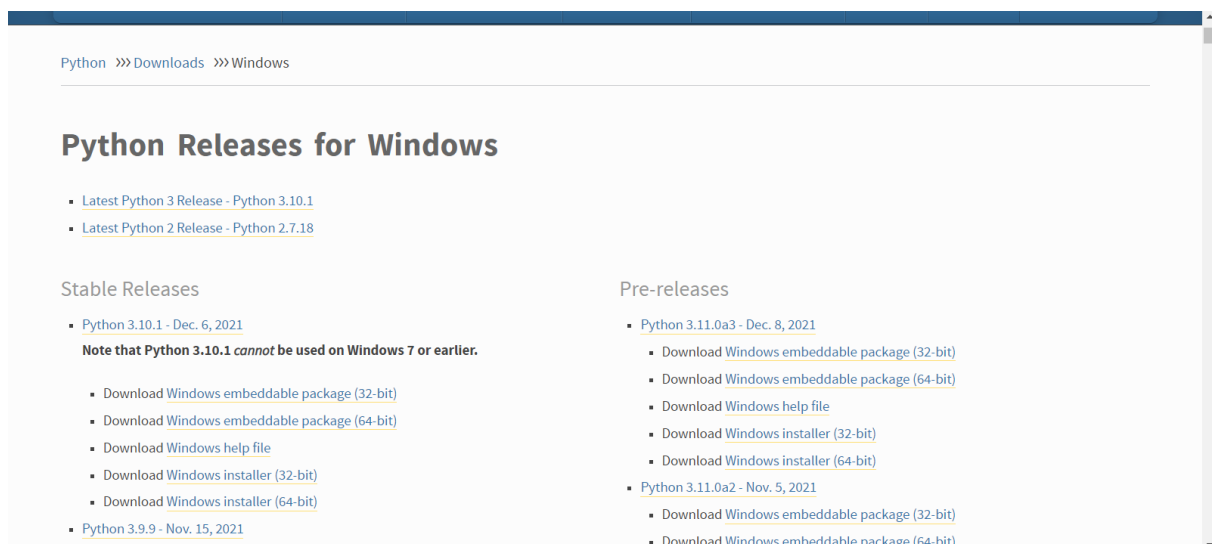 Python >>> Downloads >>> Windows
Python Releases for Windows
Latest Python 3 Release - Python 3.10.1
Latest Python 2 Release - Python 2.7.18
Stable Releases
Python 3.10.1 - Dec. 6, 2021
Note that Python 3.10.1 cannot be used on Windows 7 or earlier.
Download Windows embeddable package (32-bit)
Download Windows embeddable package (64-bit)
Download Windows help file
Download Windows installer (32-bit)
Download Windows installer (64-bit)
Python 3.9.9 - Nov. 15, 2021
Pre-releases
Python 3.11.0a3 - Dec. 8, 2021
Download Windows embeddable package (32-bit)
Download Windows embeddable package (64-bit)
Download Windows help file
Download Windows installer (32-bit)
Download Windows installer (64-bit)
Python 3.11.0a2 - Nov. 5, 2021
Download Windows embeddable package (32-bit)
Download Windows embeddable package (64-bit)